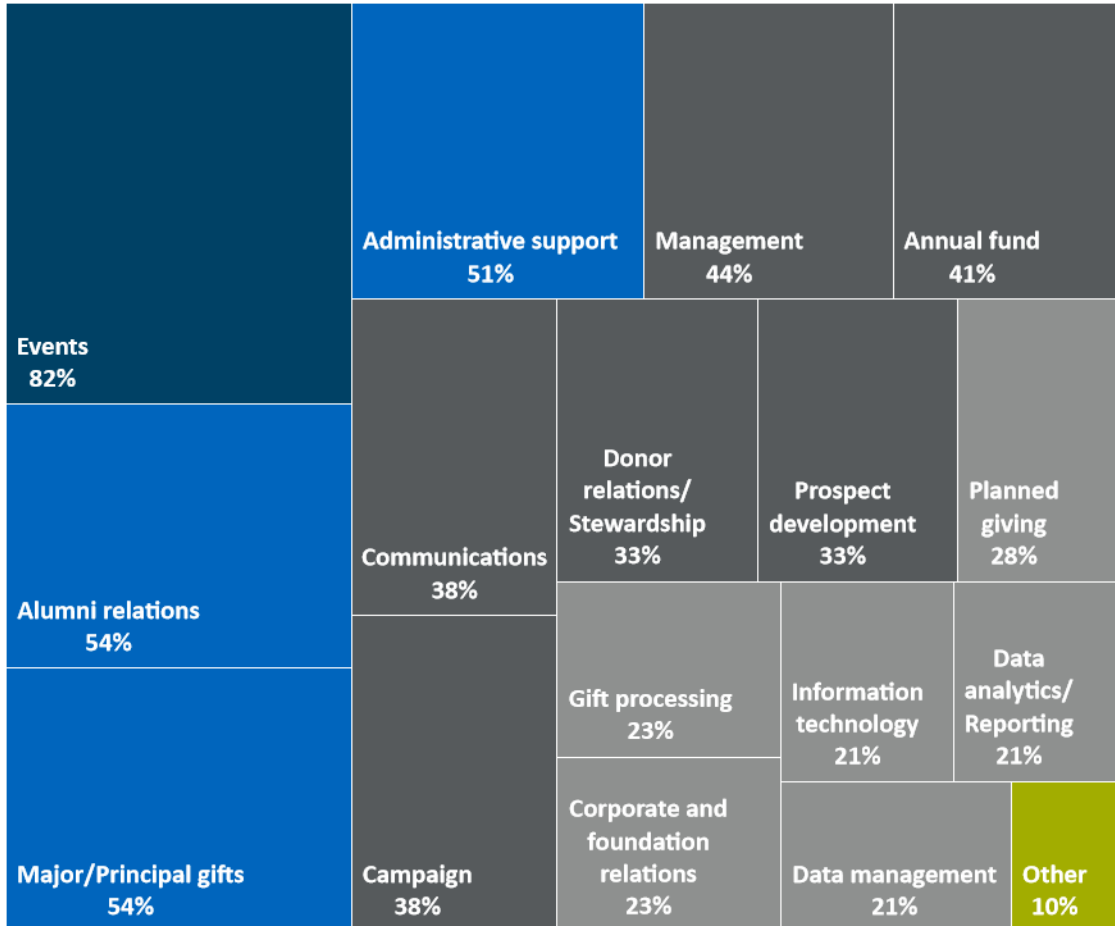 Events
82%
Alumni relations
54%
Major/Principal gifts
54%
Administrative support
51%
Management
44%
Annual fund
41%
Communications
38%
Campaign
38%
Donor
relations/
Stewardship
33%
Prospect
development
33%
Planned
giving
28%
Gift processing
23%
Corporate and
foundation
relations
23%
Information
technology
21%
Data
analytics/
Reporting
21%
Data management
21%
Other
10%